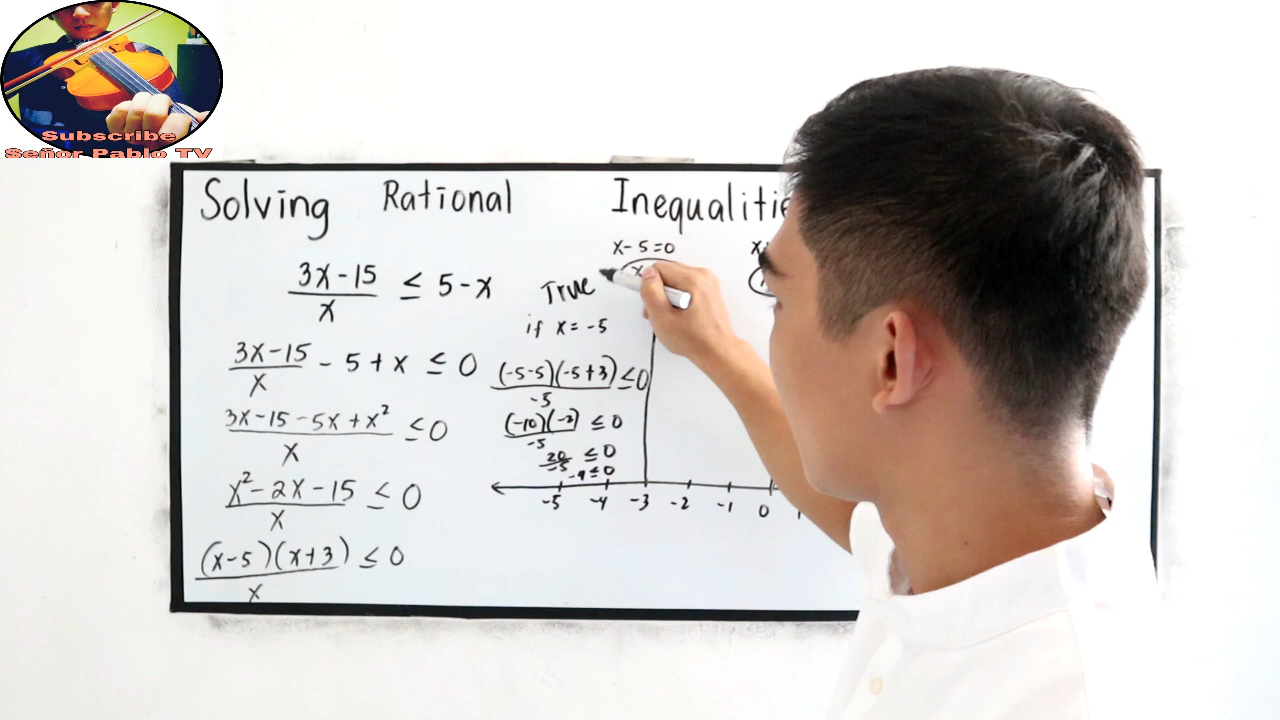 Subscribe
Señor Pablo TV
Solving Rational
3x-15/x ≤ 5-x
3x-15/x - 5 + x ≤ 0
3x-15-5x+x²/x ≤ 0
x²-2x-15/x ≤ 0
(x-5)(x+3)/x ≤ 0
x-5=0
True
if x = -5
(-5-5)(-5+3)/-5 ≤ 0
(-10)(-2)/-5 ≤ 0
20/-5 ≤ 0
-4 ≤ 0
-5 -4 -3 -2 -1 0